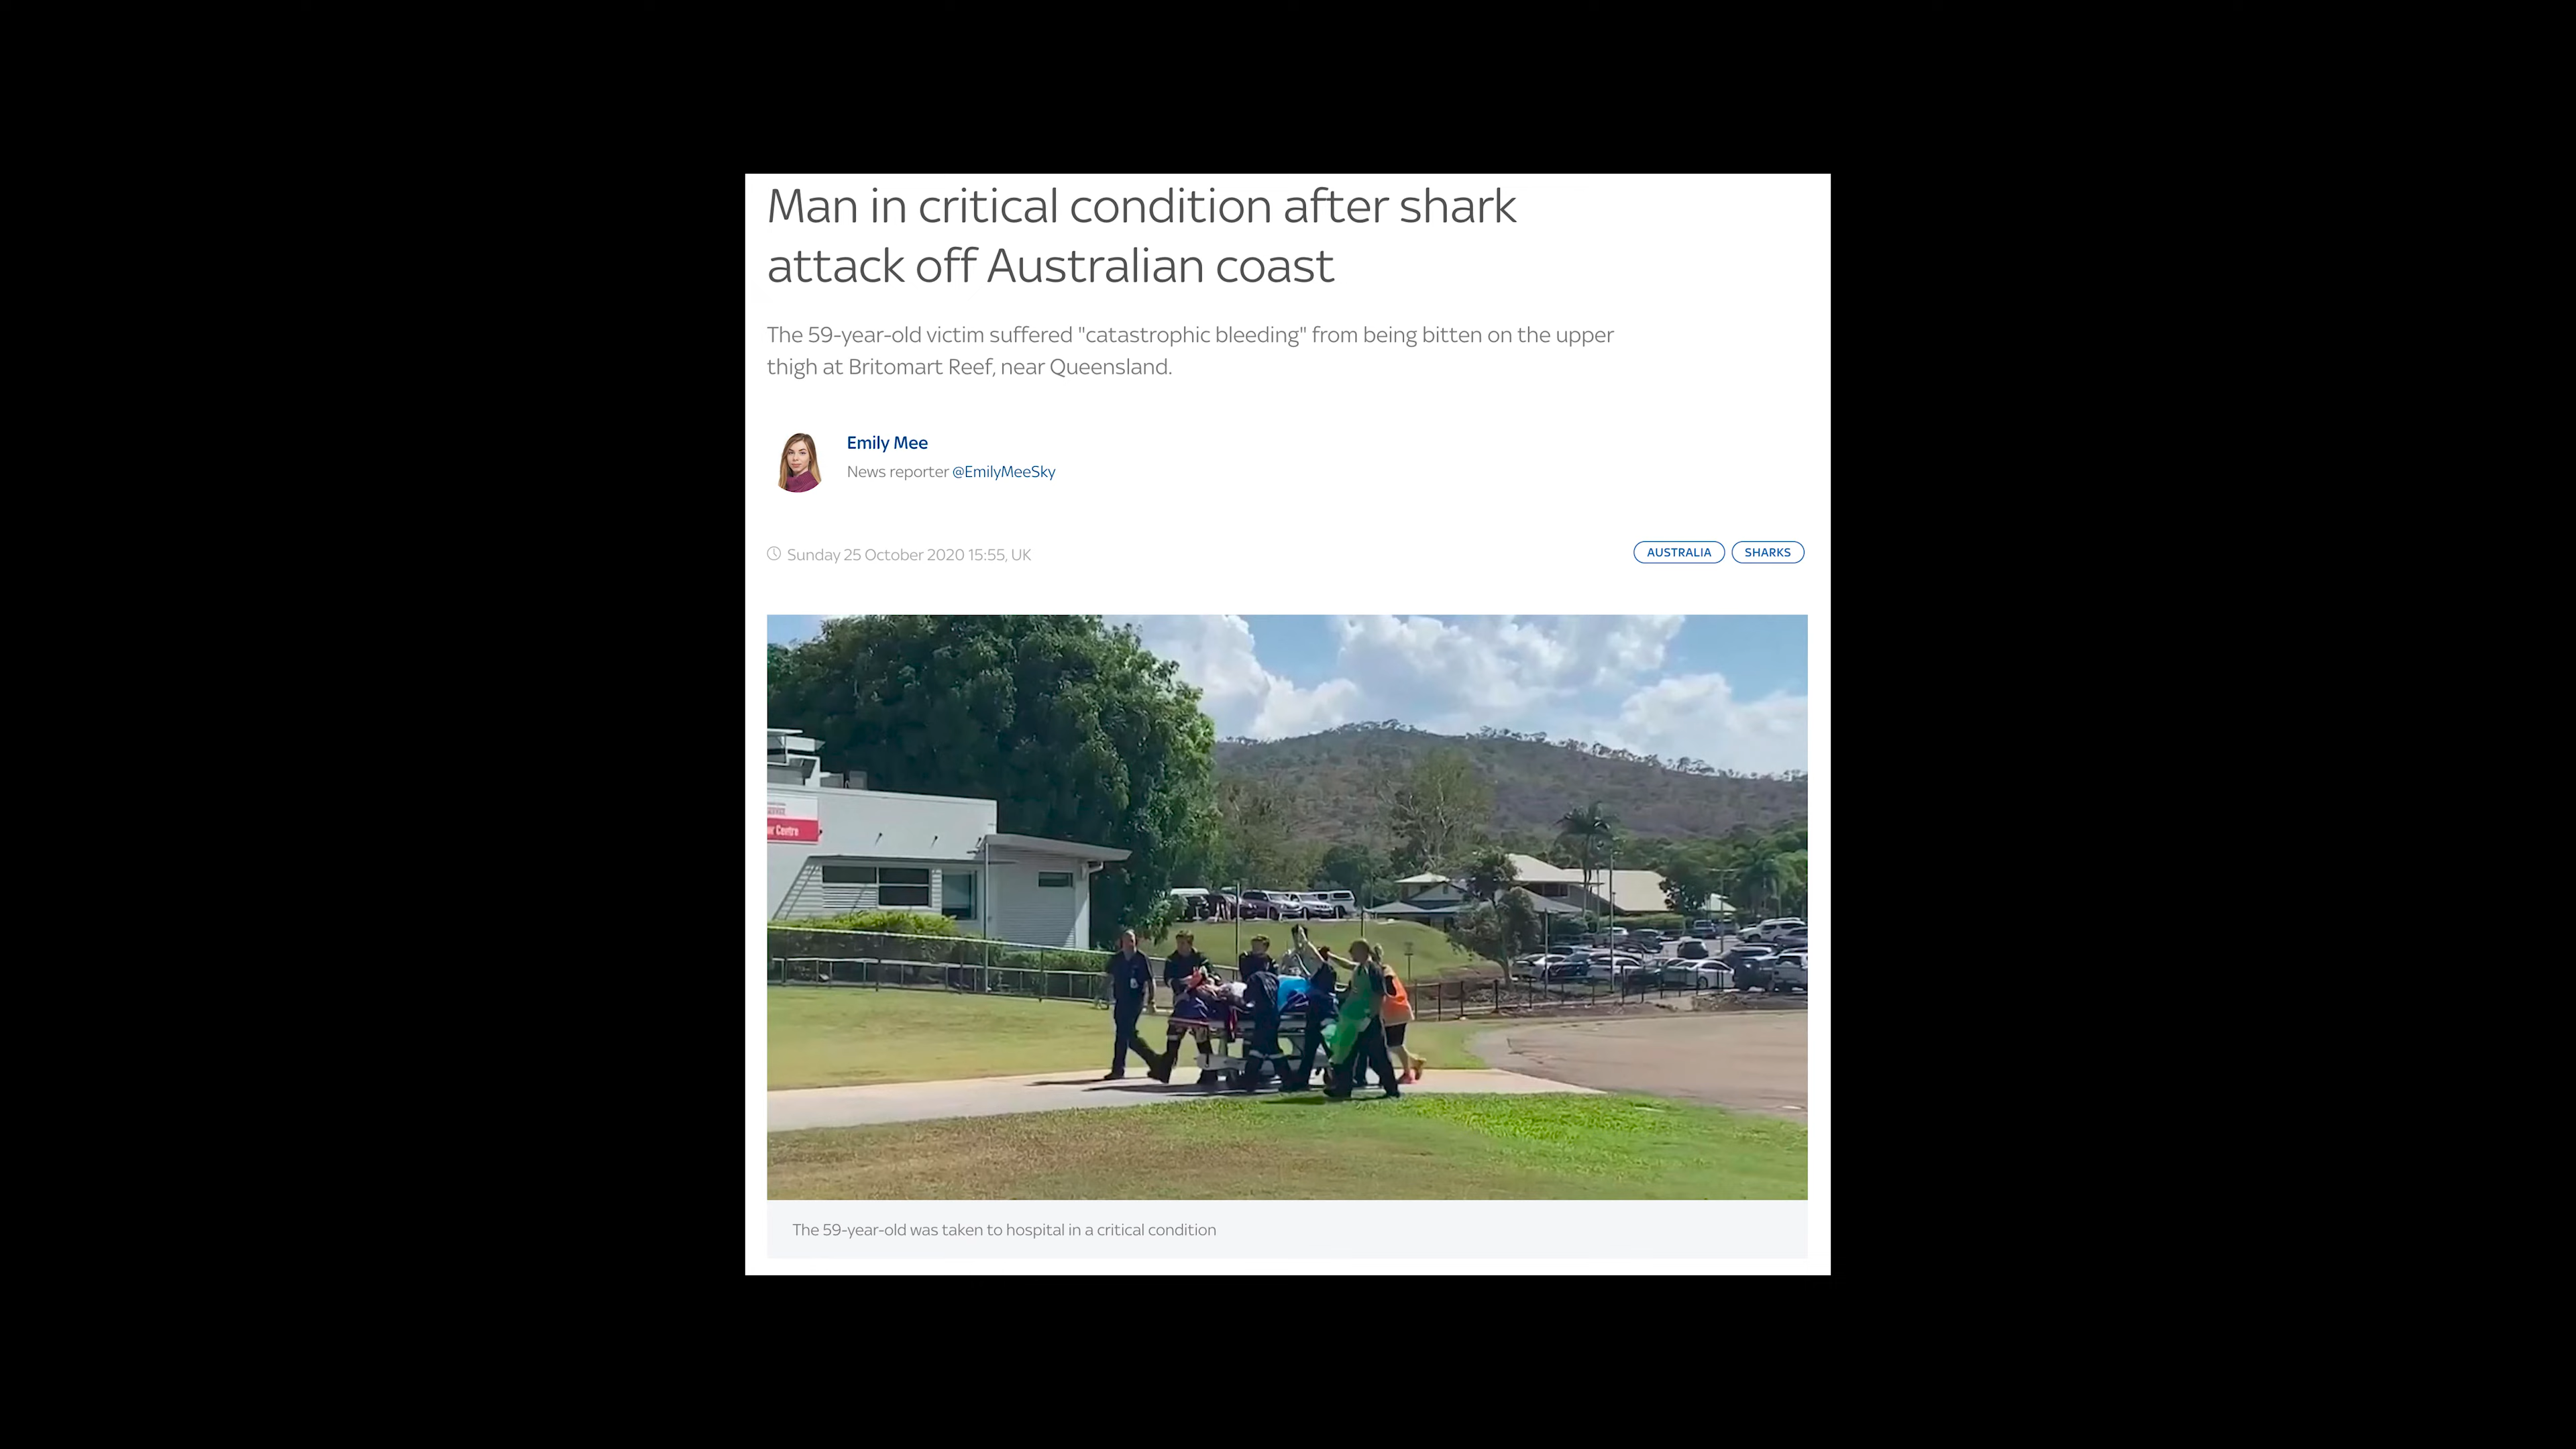 Man in critical condition after shark
attack off Australian coast
The 59-year-old victim suffered "catastrophic bleeding" from being bitten on the upper
thigh at Britomart Reef, near Queensland.
Emily Mee
News reporter @EmilyMeeSky
Sunday 25 October 2020 15:55, UK
AUSTRALIA SHARKS
Centre
The 59-year-old was taken to hospital in a critical condition